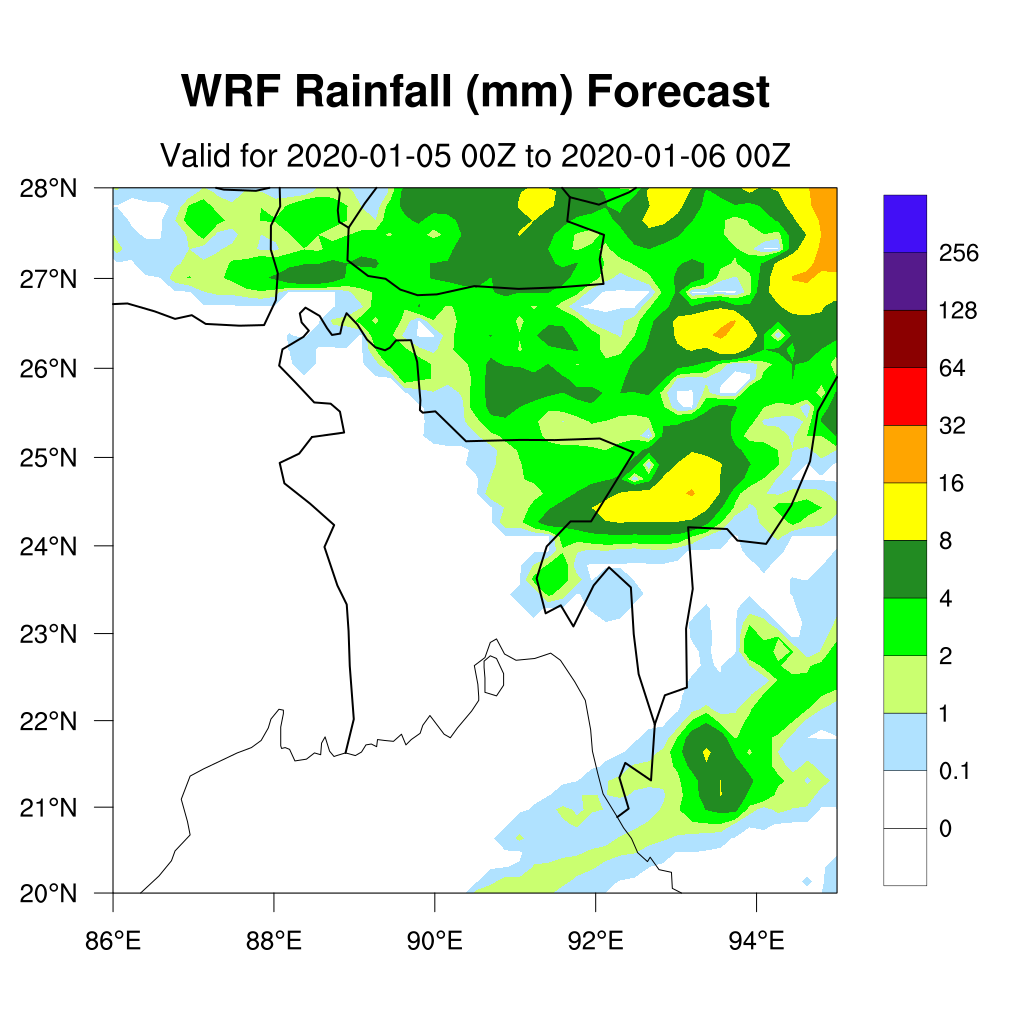 WRF Rainfall (mm) Forecast
Valid for 2020-01-05 00Z to 2020-01-06 00Z
28°N
27°N
26°N
25°N
24°N
23°N
22°N
21°N
20°N
86°E 88°E 90°E 92°E 94°E
256
128
64
32
16
8
4
2
1
0.1
0